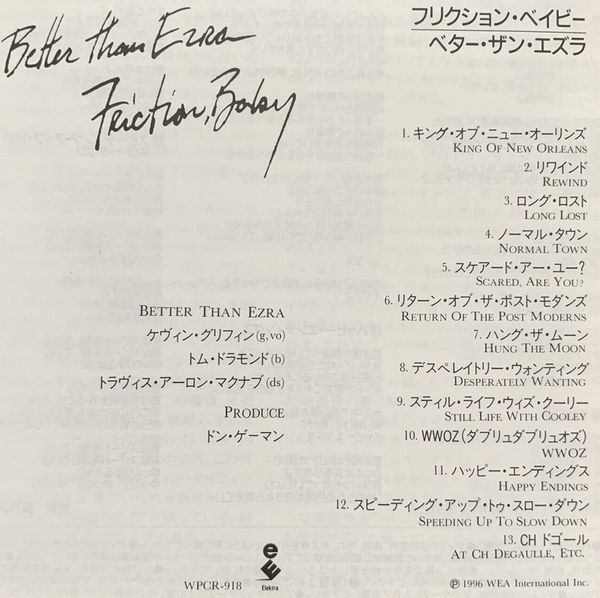 Better than Ezra
Friction, Baby
フリクション・ベイビー
ベター・ザン・エズラ
1. キング・オブ・ニュー・オーリンズ
KING OF NEW ORLEANS
2. リワインド
REWIND
3. ロング・ロスト
LONG LOST
4. ノーマル・タウン
NORMAL TOWN
5. スケアード・アー・ユー?
SCARED, ARE YOU?
6. リターン・オブ・ザ・ポスト・モダンズ
RETURN OF THE POST MODERNS
7. ハング・ザ・ムーン
HUNG THE MOON
8. デスペレイトリー・ウォンティング
DESPERATELY WANTING
9. スティル・ライフ・ウィズ・クーリー
STILL LIFE WITH COOLEY
10. WWOZ(ダブリュダブリュオズ)
WWOZ
11. ハッピー・エンディングス
HAPPY ENDINGS
12. スピーディング・アップ・トゥ・スロー・ダウン
SPEEDING UP TO SLOW DOWN
13. CH ドゴール
AT CH DEGAULLE, ETC.
BETTER THAN EZRA
ケヴィン・グリフィン(g,vo)
トム・ドラモンド(b)
トラヴィス・アーロン・マクナブ(ds)
PRODUCE
ドン・ゲーマン
e
Elektra
WPCR-918
℗ 1996 WEA International Inc.